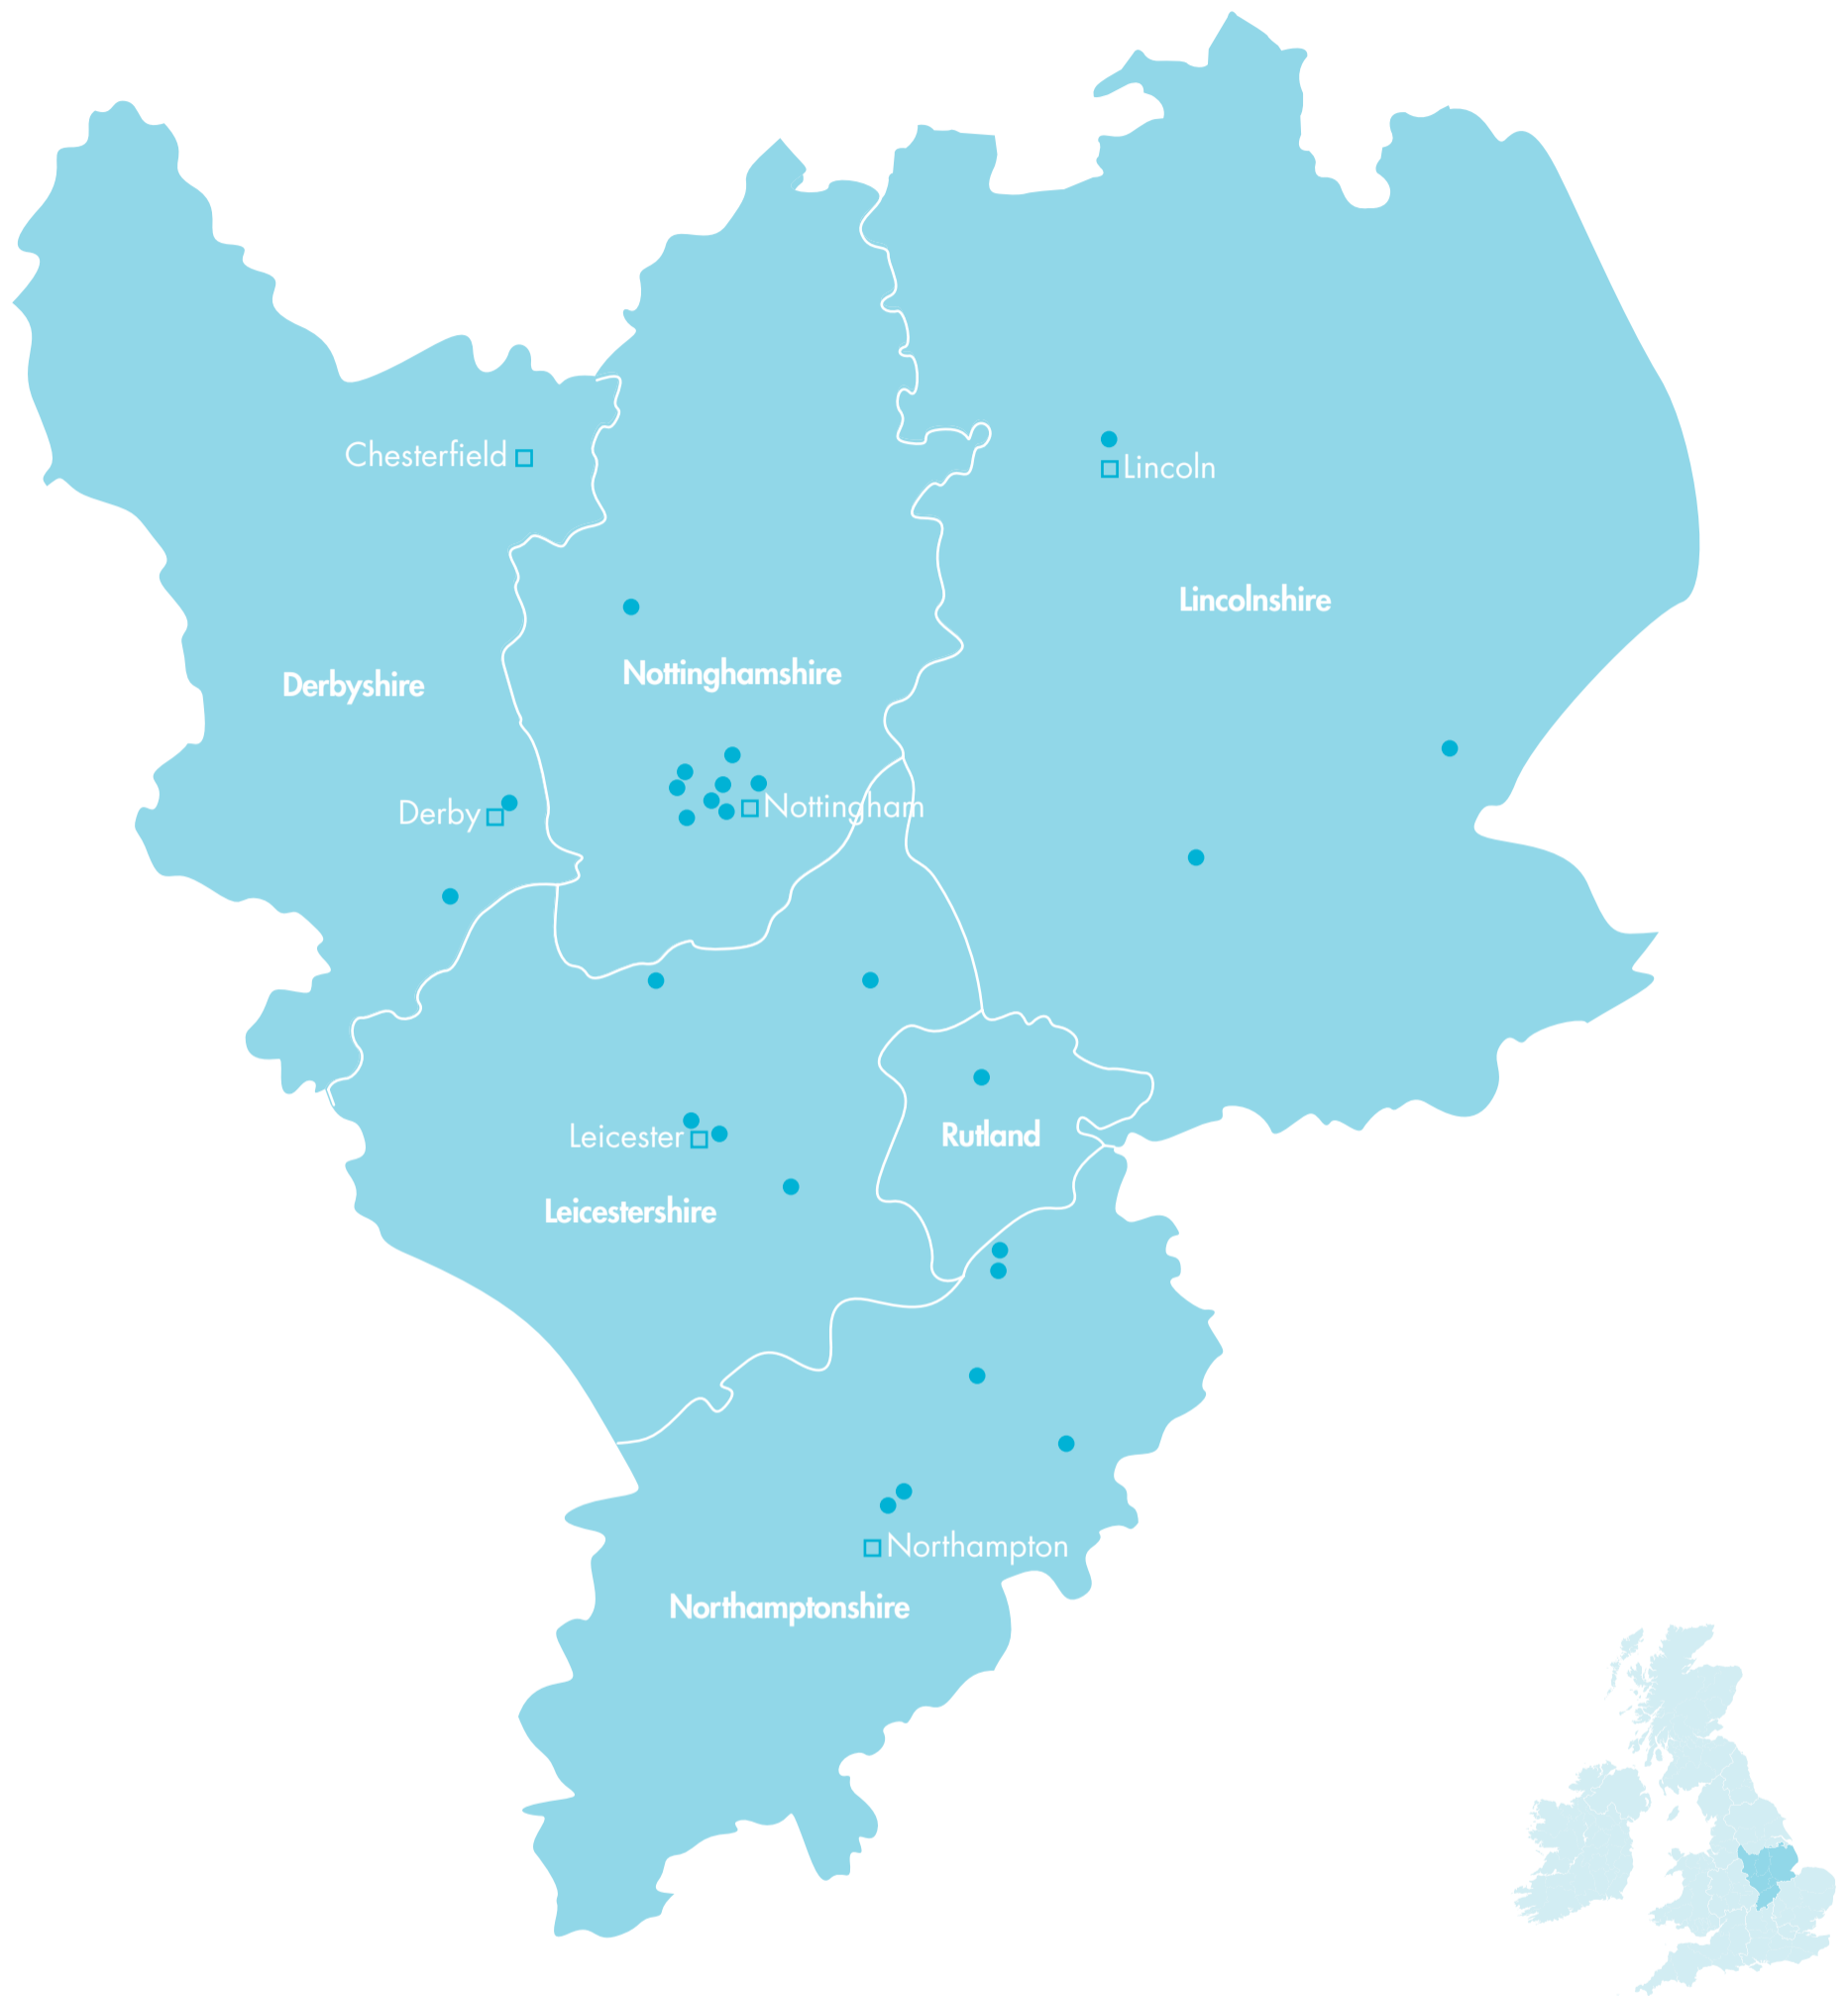 Chesterfield
Lincoln
Lincolnshire
Nottinghamshire
Derbyshire
Nottingham
Derby
Rutland
Leicester
Leicestershire
Northampton
Northamptonshire